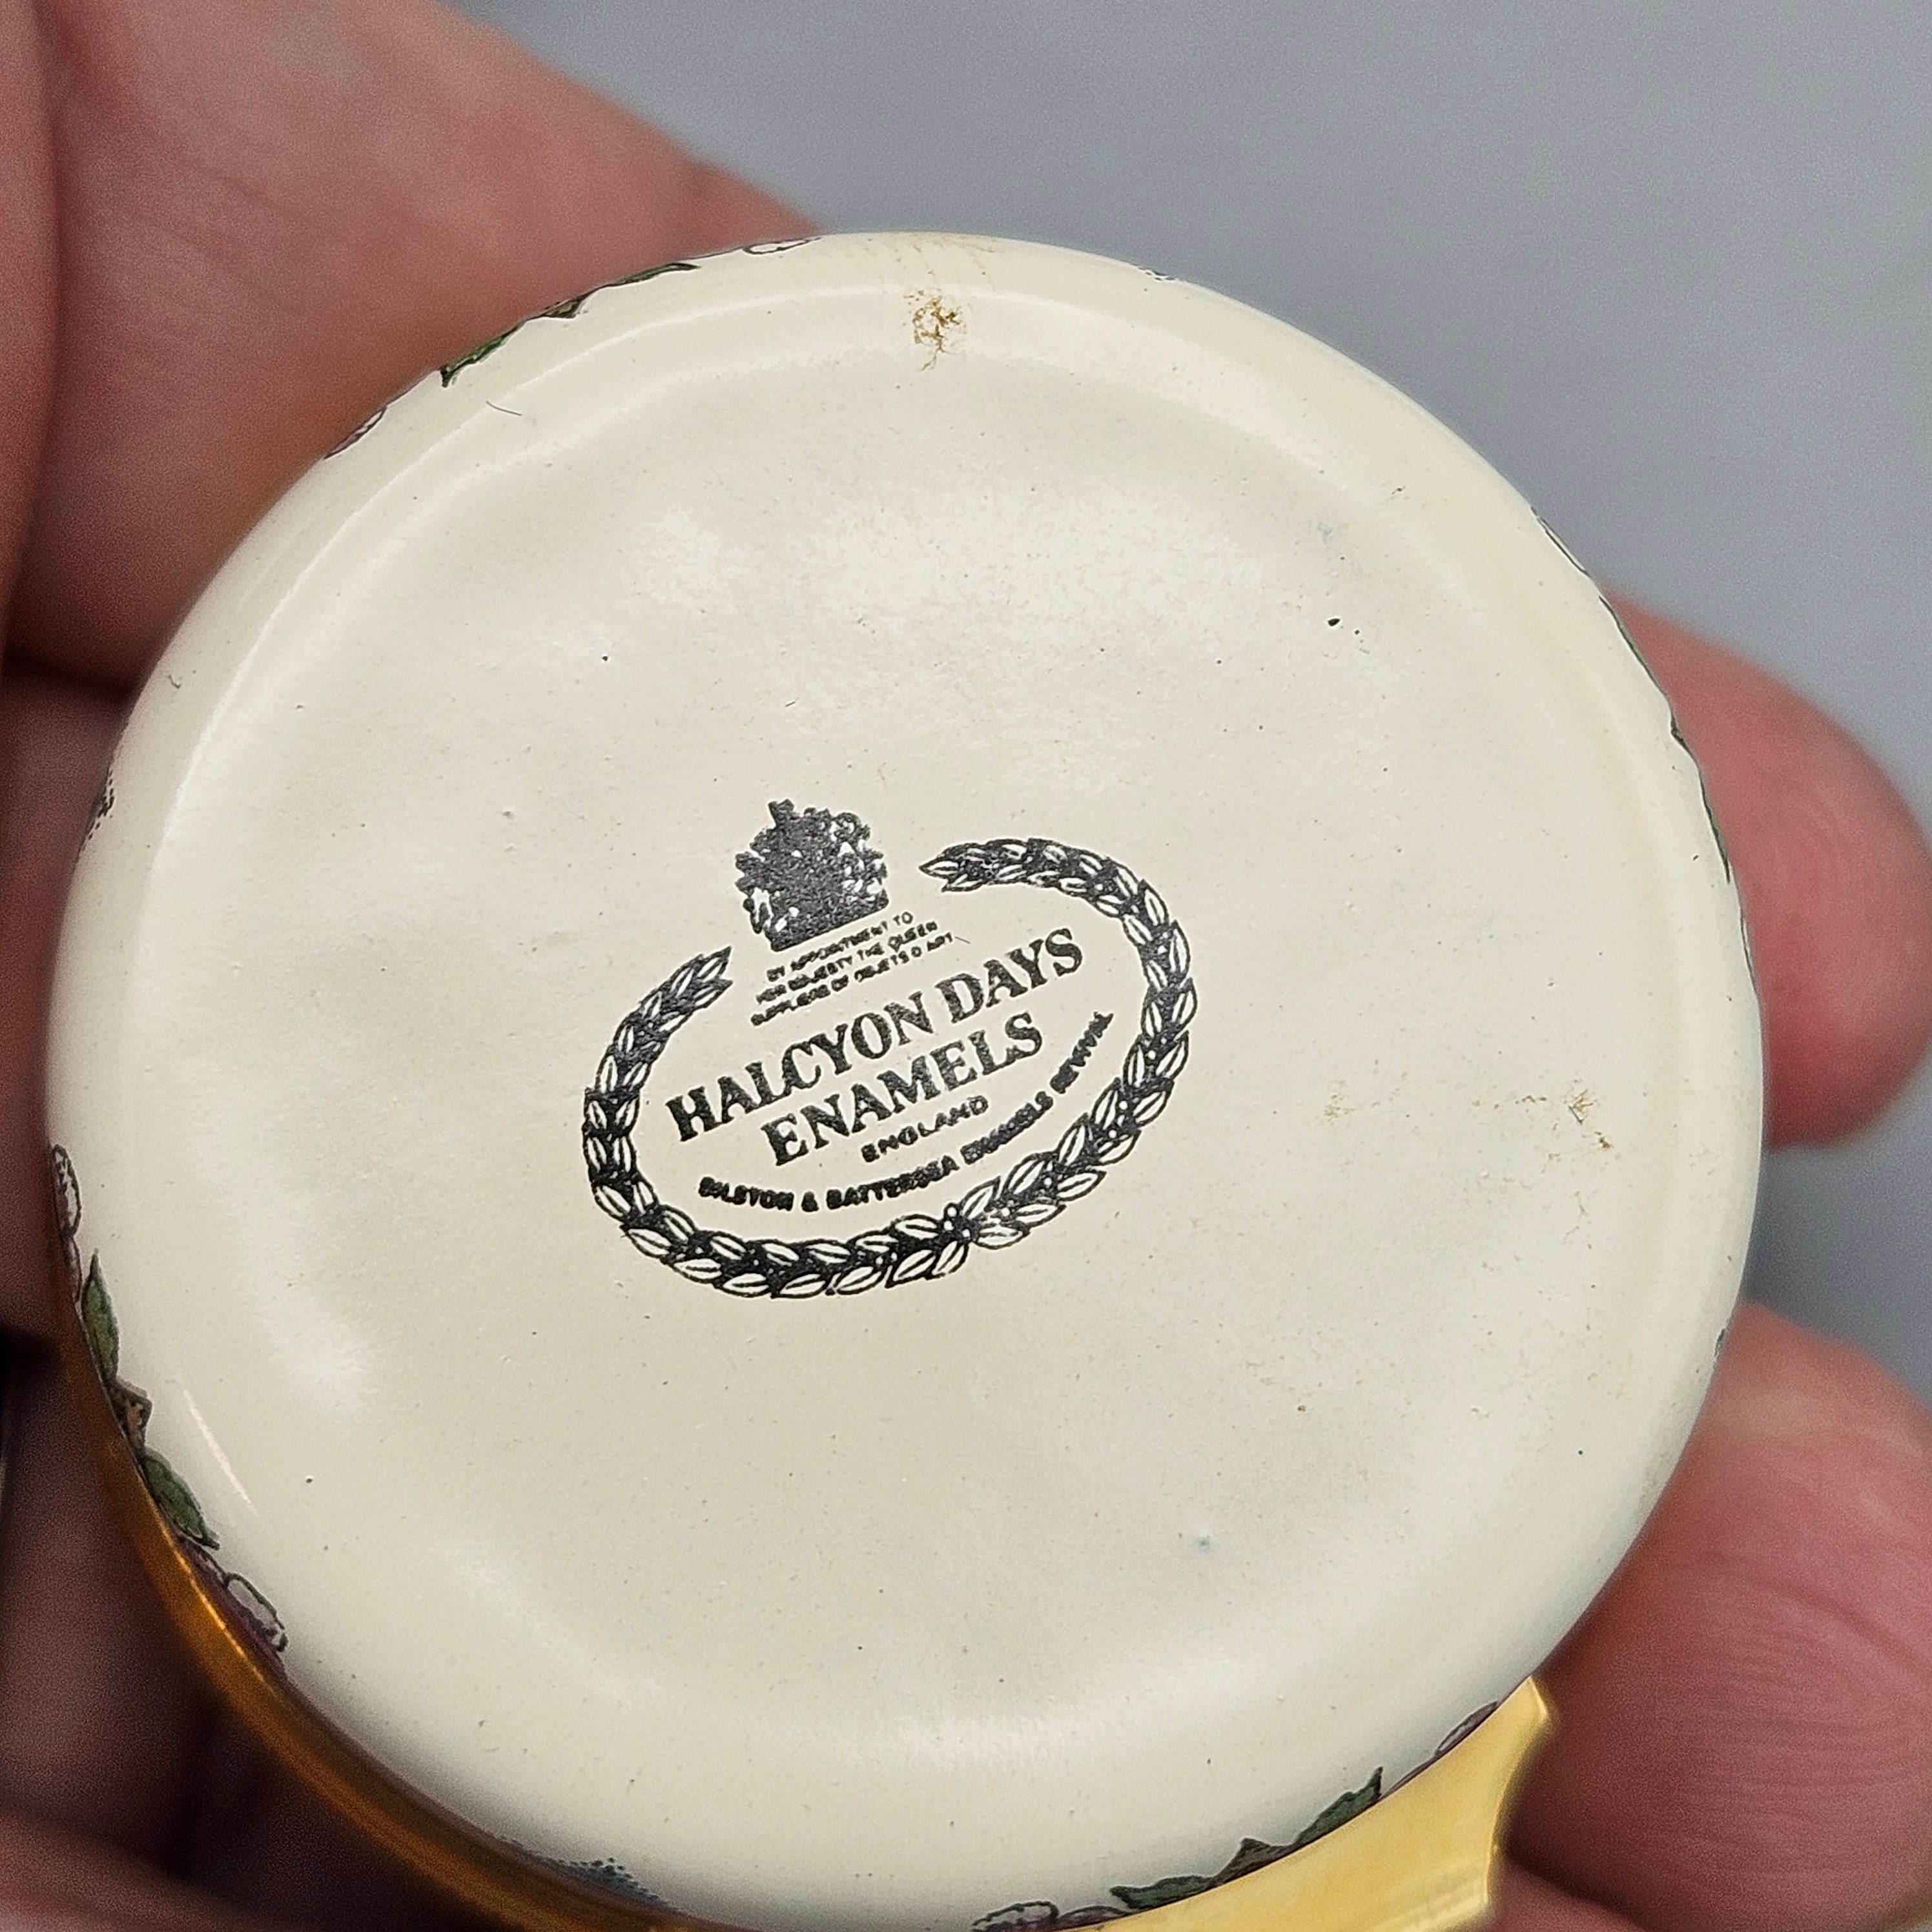 BY APPOINTMENT TO
HER MAJESTY THE QUEEN
SUPPLIERS OF OBJETS D'ART
HALCYON DAYS
ENAMELS
ENGLAND
BILSTON & BATTERSEA ENAMELS REVIVAL